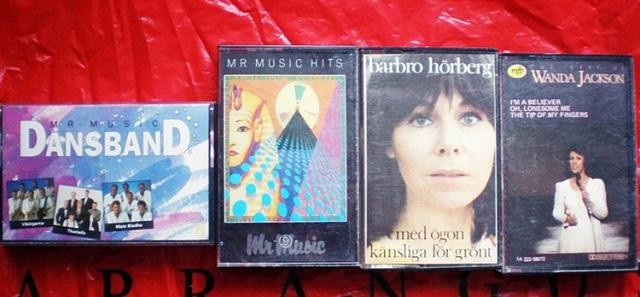 MR MUSIC
DANSBAND
Vikingarna
Thorleifs
Mats Bladhs
MR MUSIC HITS
Mr Music
barbro hörberg
med ögon
känsliga för grönt
WANDA JACKSON
I'M A BELIEVER
OH, LONESOME ME
THE TIP OF MY FINGERS
ARRANGO